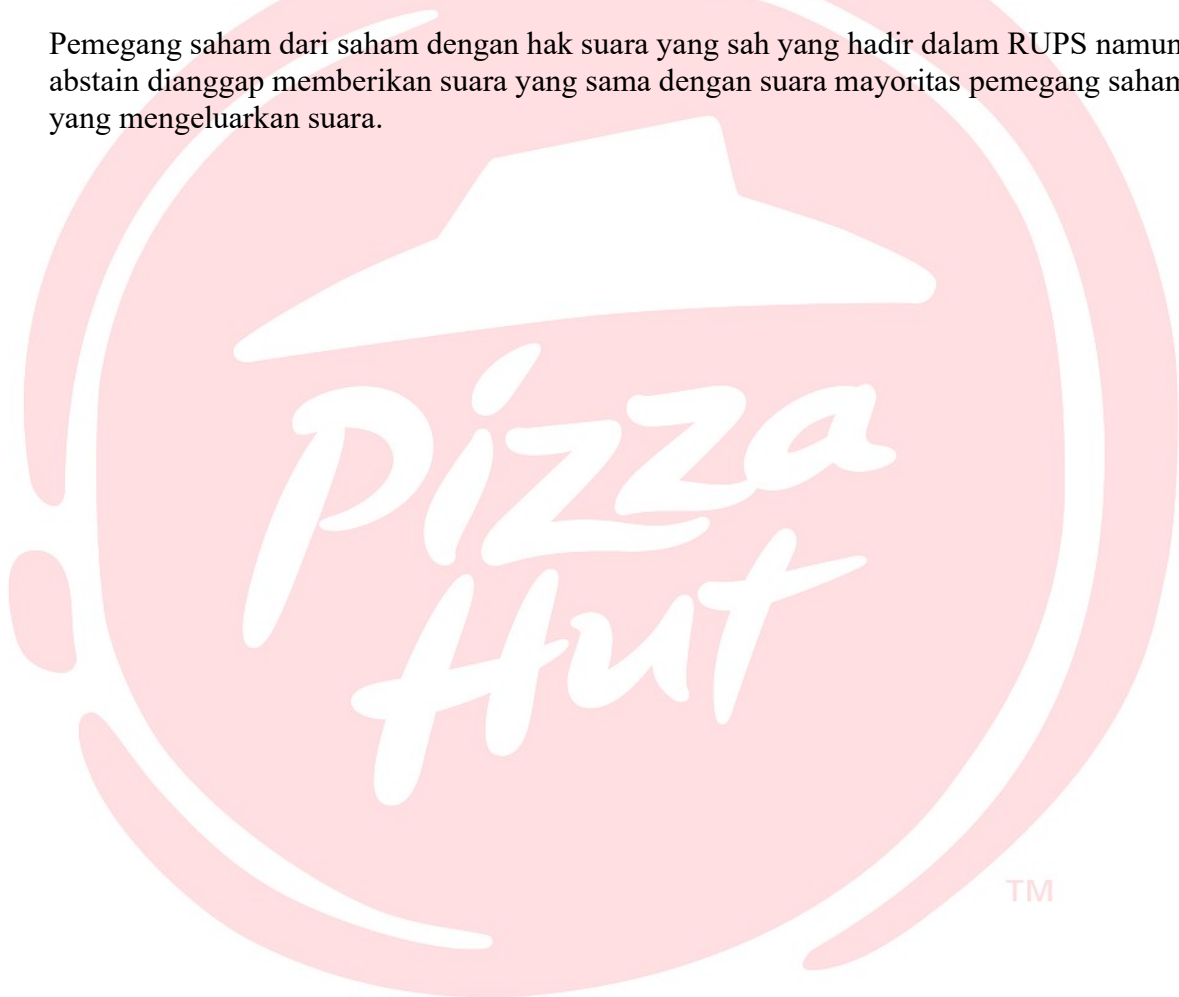 Pemegang saham dari saham dengan hak suara yang sah yang hadir dalam RUPS namun
abstain dianggap memberikan suara yang sama dengan suara mayoritas pemegang saham
yang mengeluarkan suara.
Pizza
Hut
TM